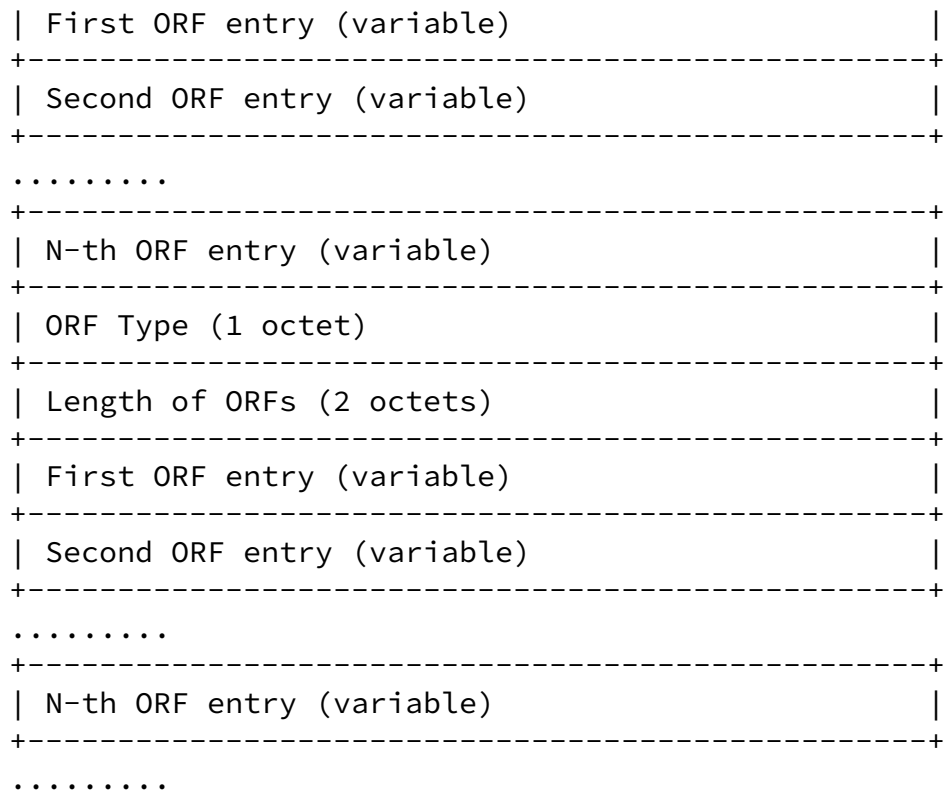 | First ORF entry (variable)                       |
+--------------------------------------------------+
| Second ORF entry (variable)                      |
+--------------------------------------------------+
.........
+--------------------------------------------------+
| N-th ORF entry (variable)                        |
+--------------------------------------------------+
| ORF Type (1 octet)                               |
+--------------------------------------------------+
| Length of ORFs (2 octets)                        |
+--------------------------------------------------+
| First ORF entry (variable)                       |
+--------------------------------------------------+
| Second ORF entry (variable)                      |
+--------------------------------------------------+
.........
+--------------------------------------------------+
| N-th ORF entry (variable)                        |
+--------------------------------------------------+
.........